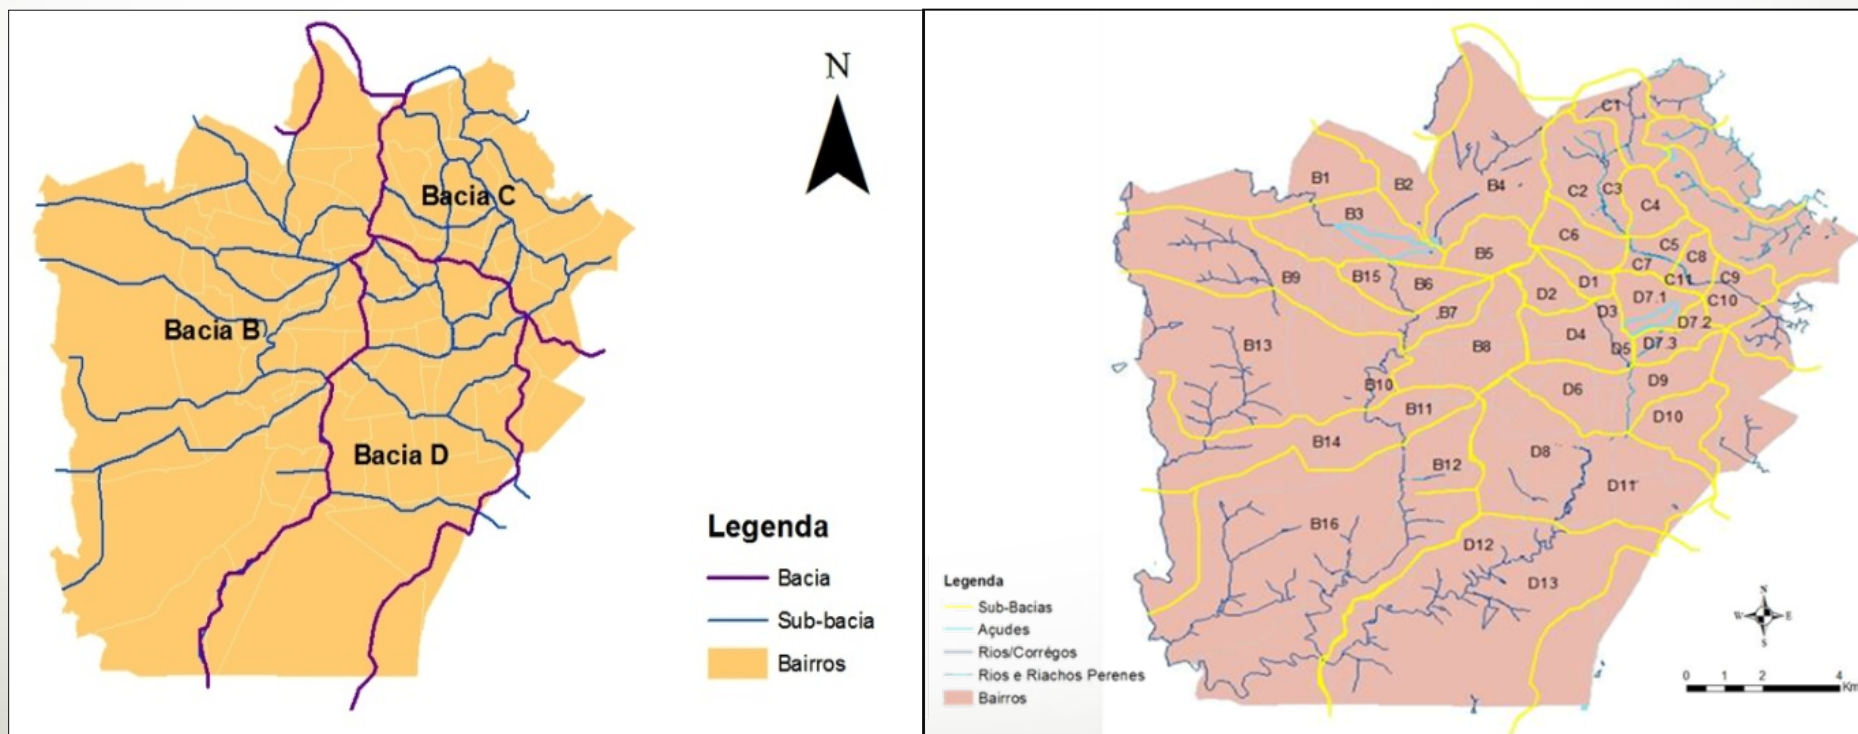 N
Bacia C
Bacia B
Bacia D
Legenda
Bacia
Sub-bacia
Bairros
C1
B1
B2
B4
C2
C3
C4
B3
C6
C5
C8
B5
C7
C11
C9
B9
B15
B6
D1
D2
D7.1
C10
.B7
D3
D7.2
B13
B8
D4
D5
D7.3
B10
D6
D9
B11
D10
B14
B12
D8
D11
B16
D12
D13
Legenda
Sub-Bacias
Açudes
Rios/Corrégos
Rios e Riachos Perenes
Bairros
N
W E
S
0 1 2 4
Km